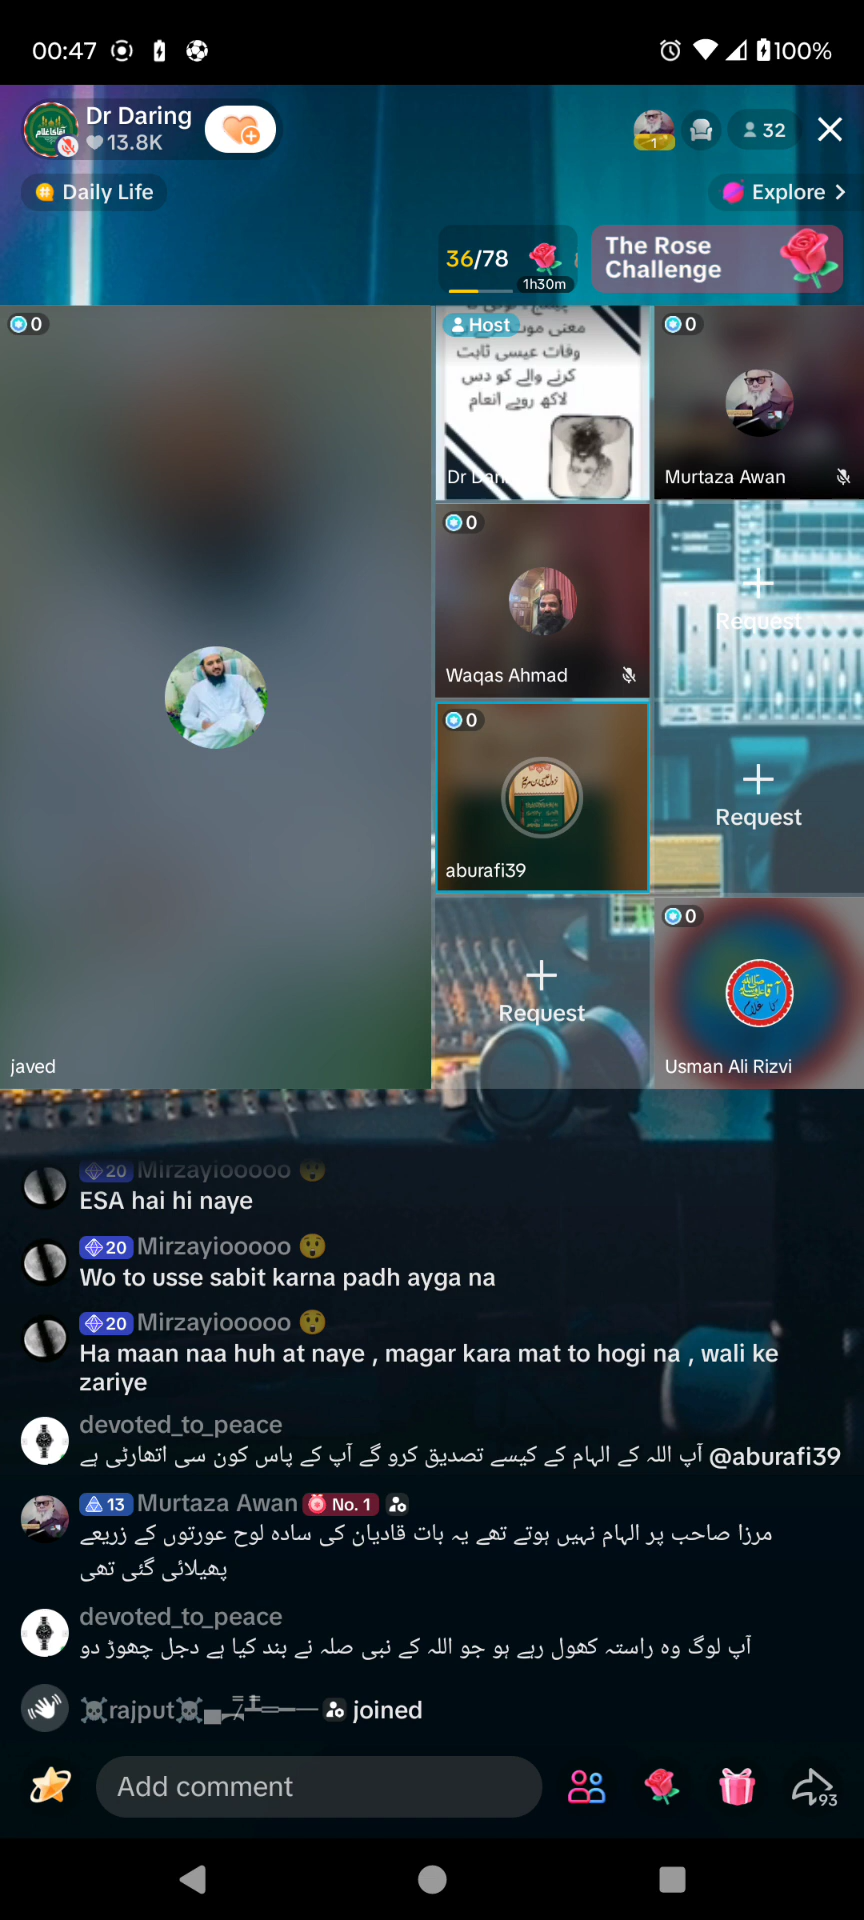 00:47
100%
Dr Daring
13.8K
1
32
Daily Life
Explore
36/78
1h30m
The Rose
Challenge
0
Host
معنی موت
وفات عیسی ثابت
کرنے والے کو دس
لاکھ روپے انعام
Dr Dar
0
Murtaza Awan
0
Waqas Ahmad
Request
0
aburafi39
Request
Request
0
Usman Ali Rizvi
javed
20 Mirzayiooooo 😲
ESA hai hi naye
20 Mirzayiooooo 😲
Wo to usse sabit karna padh ayga na
20 Mirzayiooooo 😲
Ha maan naa huh at naye , magar kara mat to hogi na , wali ke
zariye
devoted_to_peace
@aburafi39 آپ اللہ کے الہام کے کیسے تصدیق کرو گے آپ کے پاس کون سی اتھارٹی ہے
13 Murtaza Awan No. 1
مرزا صاحب پر الہام نہیں ہوتے تھے یہ بات قادیان کی سادہ لوح عورتوں کے زریعے
پھیلائی گئی تھی
devoted_to_peace
آپ لوگ وہ راستہ کھول رہے ہو جو اللہ کے نبی صلہ نے بند کیا ہے دجل چھوڑ دو
☠️rajput☠️ joined
Add comment
93